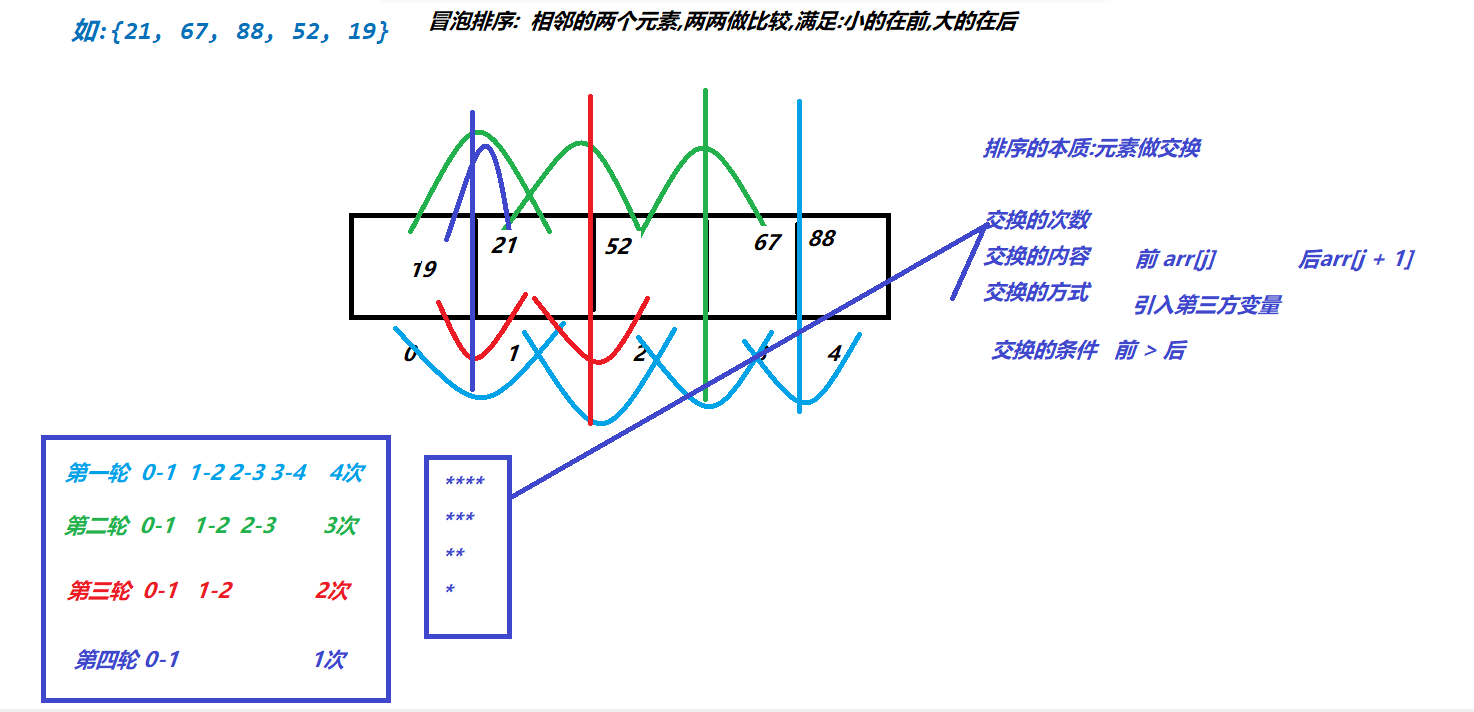 如:{21, 67, 88, 52, 19}
冒泡排序: 相邻的两个元素,两两做比较,满足:小的在前,大的在后
排序的本质:元素做交换
交换的次数
交换的内容 前 arr[j] 后arr[j + 1]
交换的方式 引入第三方变量
交换的条件 前 > 后
19 21 52 67 88
0 1 2 3 4
第一轮 0-1 1-2 2-3 3-4 4次
第二轮 0-1 1-2 2-3 3次
第三轮 0-1 1-2 2次
第四轮 0-1 1次
****
***
**
*